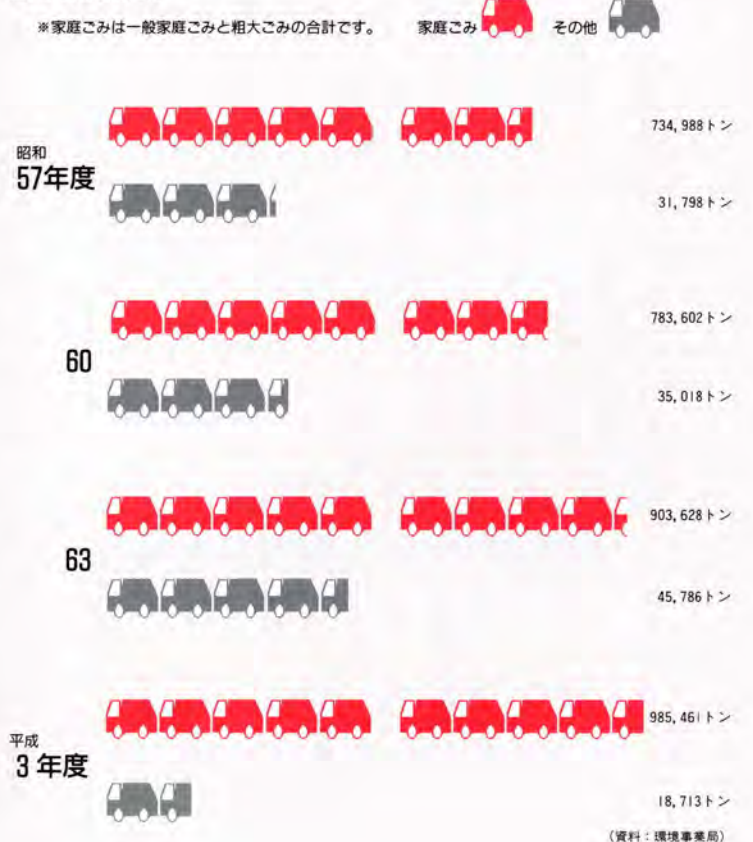 ※家庭ごみは一般家庭ごみと粗大ごみの合計です。 家庭ごみ その他
734,988トン
昭和
57年度
31,798トン
783,602トン
60
35,018トン
903,628トン
63
45,786トン
985,461トン
平成
3年度
18,713トン
(資料:環境事業局)